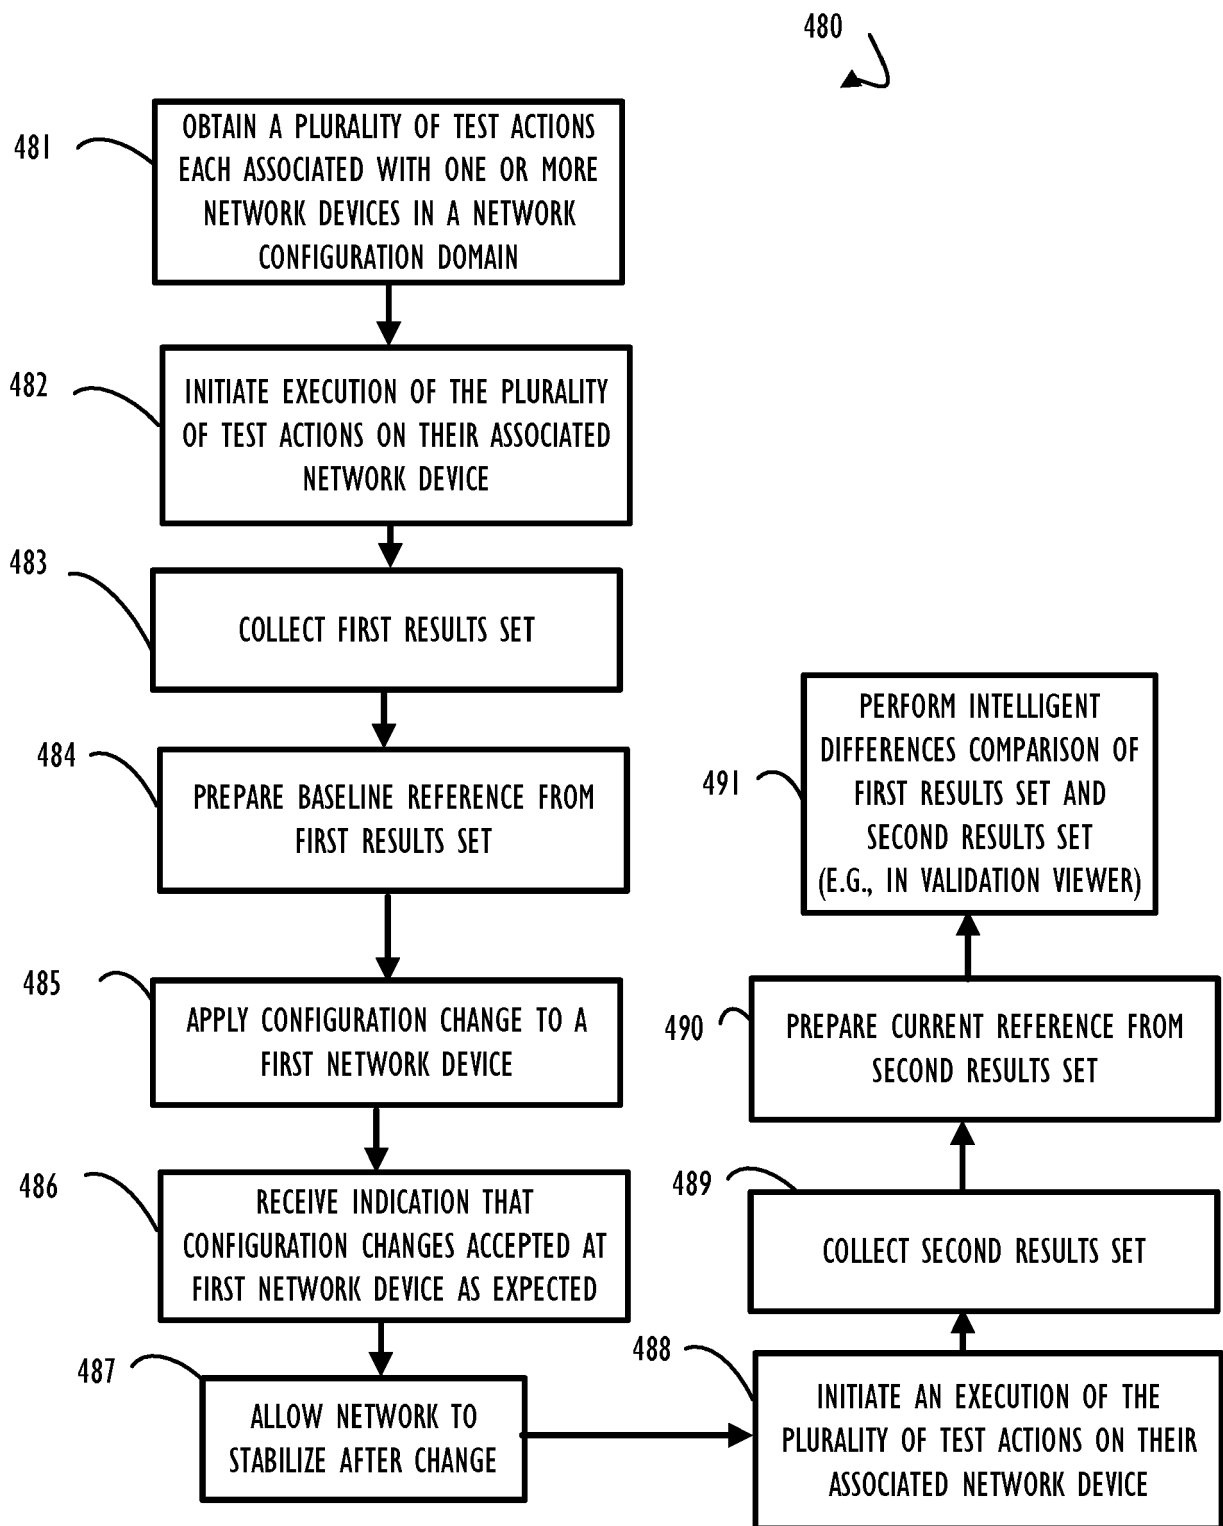 480
481
OBTAIN A PLURALITY OF TEST ACTIONS
EACH ASSOCIATED WITH ONE OR MORE
NETWORK DEVICES IN A NETWORK
CONFIGURATION DOMAIN
482
INITIATE EXECUTION OF THE PLURALITY
OF TEST ACTIONS ON THEIR ASSOCIATED
NETWORK DEVICE
483
COLLECT FIRST RESULTS SET
484
PREPARE BASELINE REFERENCE FROM
FIRST RESULTS SET
485
APPLY CONFIGURATION CHANGE TO A
FIRST NETWORK DEVICE
486
RECEIVE INDICATION THAT
CONFIGURATION CHANGES ACCEPTED AT
FIRST NETWORK DEVICE AS EXPECTED
487
ALLOW NETWORK TO
STABILIZE AFTER CHANGE
488
INITIATE AN EXECUTION OF THE
PLURALITY OF TEST ACTIONS ON THEIR
ASSOCIATED NETWORK DEVICE
489
COLLECT SECOND RESULTS SET
490
PREPARE CURRENT REFERENCE FROM
SECOND RESULTS SET
491
PERFORM INTELLIGENT
DIFFERENCES COMPARISON OF
FIRST RESULTS SET AND
SECOND RESULTS SET
(E.G., IN VALIDATION VIEWER)